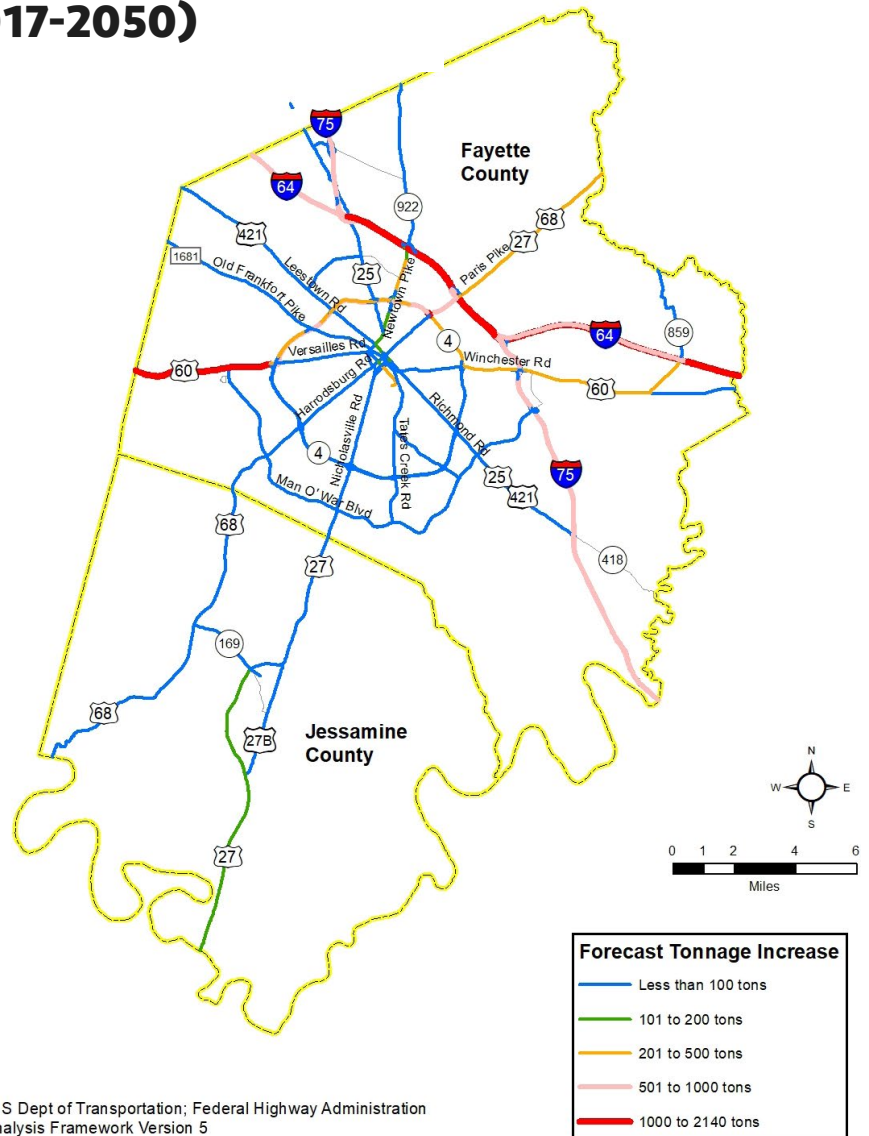 017-2050)
75
Fayette
County
64
922
68
27
421
1681
25
Old Frankfort Pike
Leestown Rd
Newtown Pike
Paris Pike
859
64
4
Versailles Rd
Winchester Rd
60
60
Harrodsburg Rd
Richmond Rd
Nicholasville Rd
Tates Creek Rd
4
75
25
421
Man O' War Blvd
68
418
27
169
68
27B
Jessamine
County
N
W E
S
27
0 1 2 4 6
Miles
Forecast Tonnage Increase
Less than 100 tons
101 to 200 tons
201 to 500 tons
501 to 1000 tons
1000 to 2140 tons
S Dept of Transportation; Federal Highway Administration
nalysis Framework Version 5